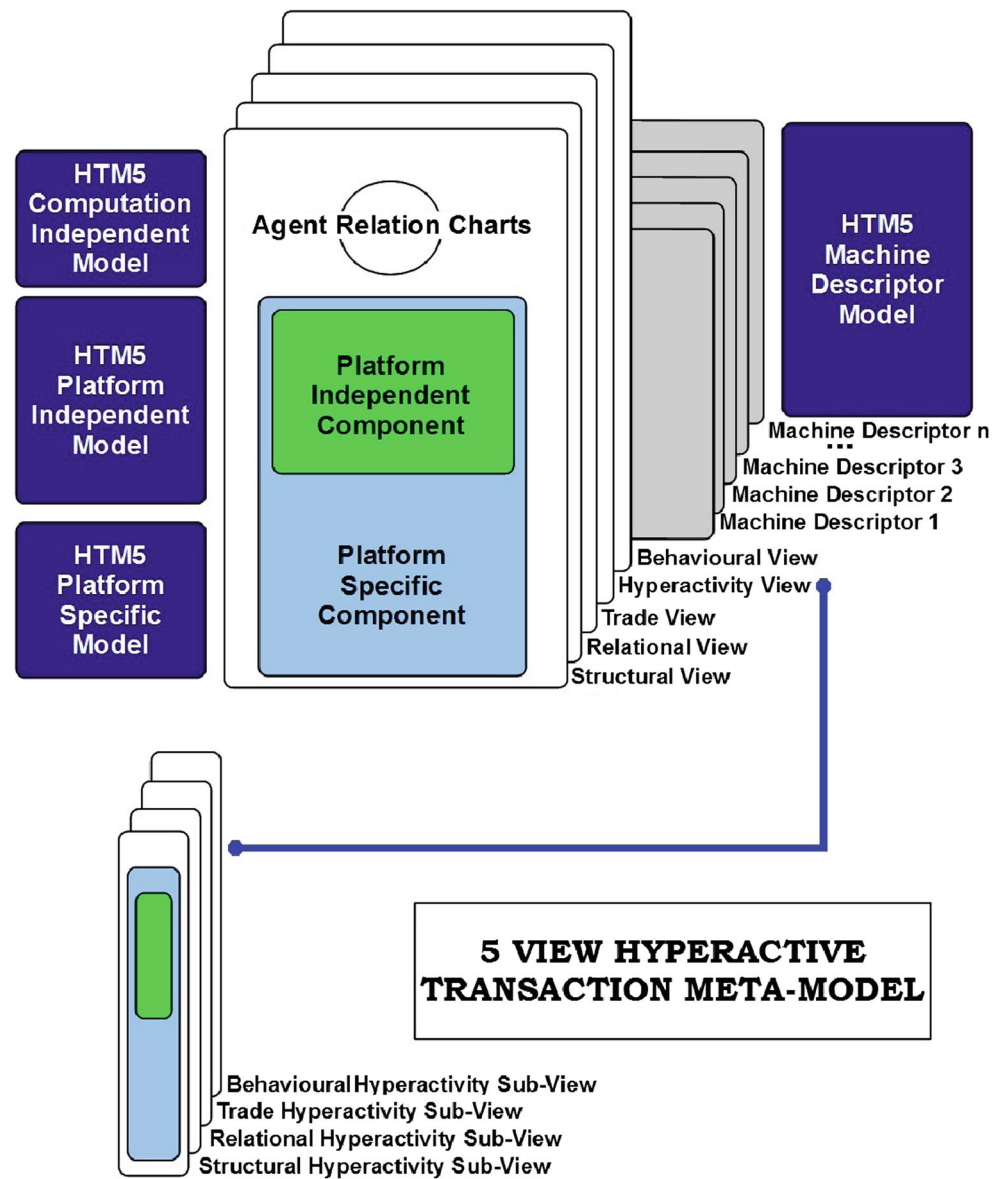 HTM5
Computation
Independent
Model
HTM5
Platform
Independent
Model
HTM5
Platform
Specific
Model
Agent Relation Charts
Platform
Independent
Component
Platform
Specific
Component
HTM5
Machine
Descriptor
Model
Machine Descriptor n
...
Machine Descriptor 3
Machine Descriptor 2
Machine Descriptor 1
Behavioural View
Hyperactivity View
Trade View
Relational View
Structural View
5 VIEW HYPERACTIVE
TRANSACTION META-MODEL
Behavioural Hyperactivity Sub-View
Trade Hyperactivity Sub-View
Relational Hyperactivity Sub-View
Structural Hyperactivity Sub-View